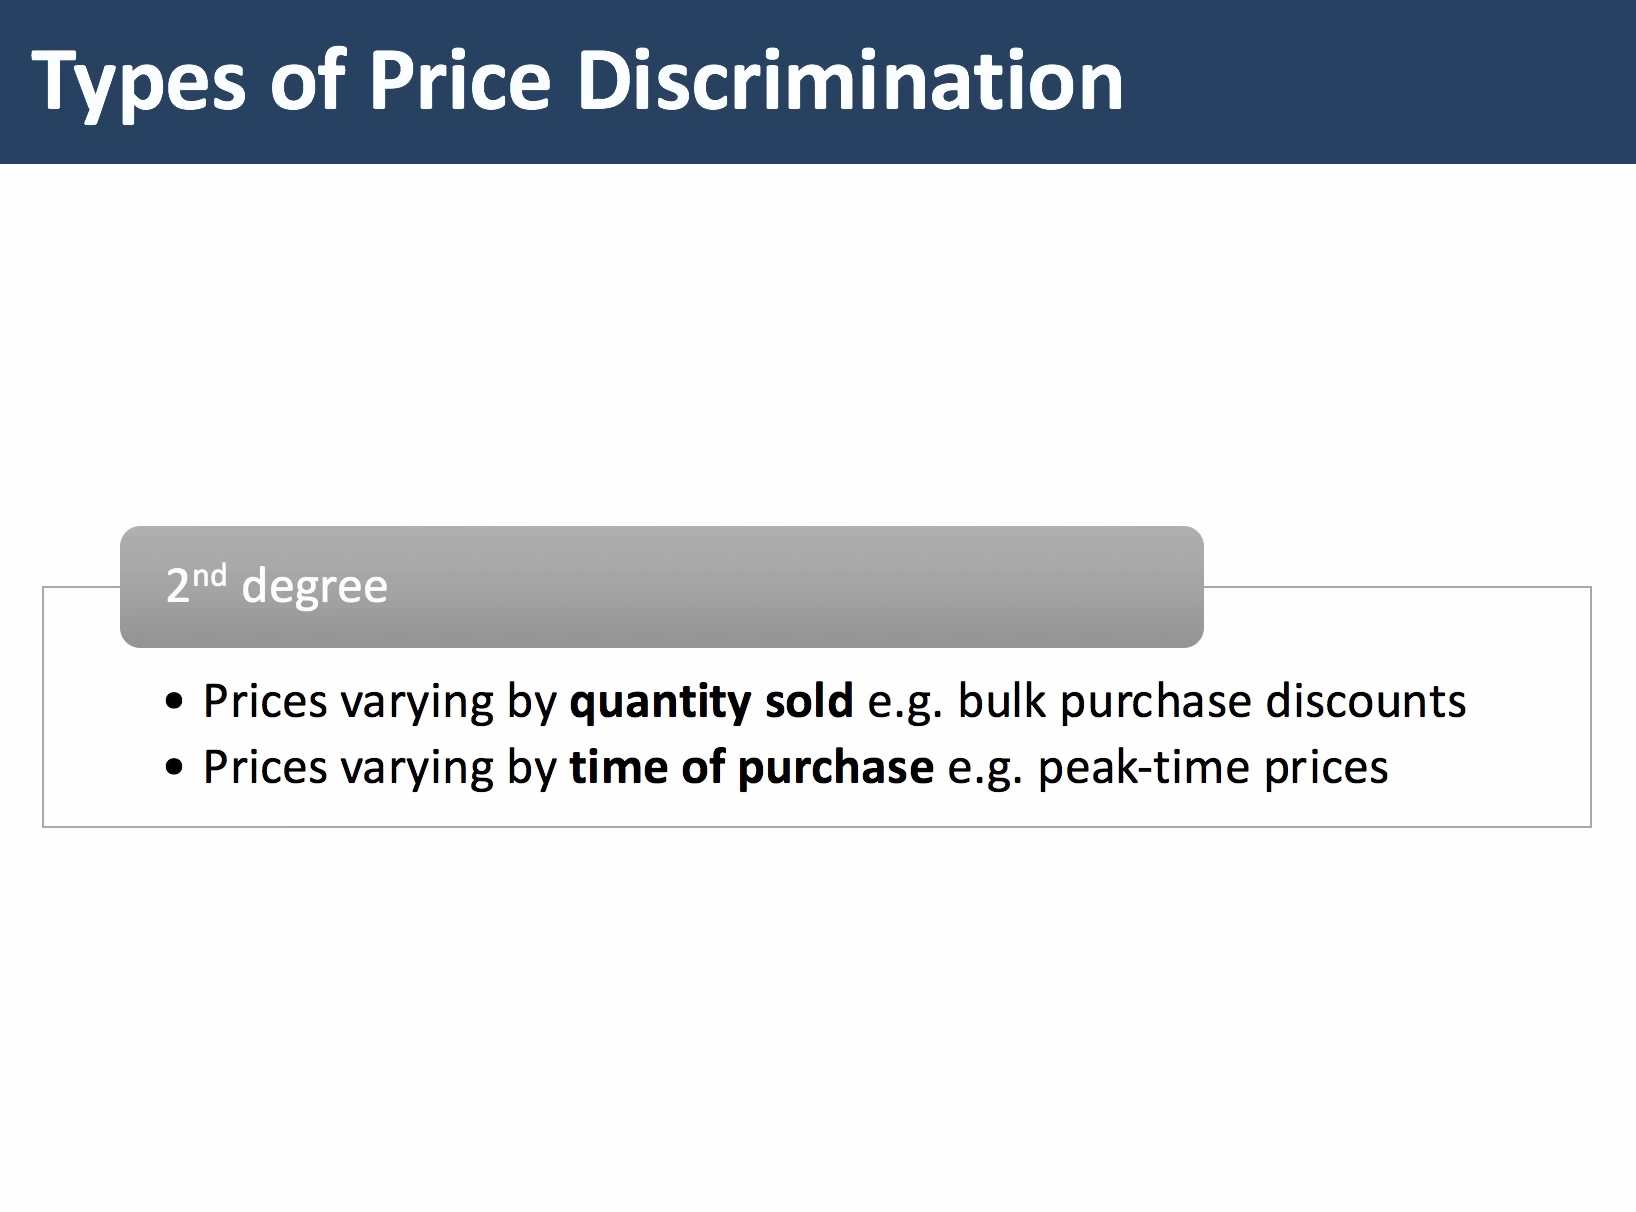 Types of Price Discrimination
2nd degree
• Prices varying by quantity sold e.g. bulk purchase discounts
• Prices varying by time of purchase e.g. peak-time prices